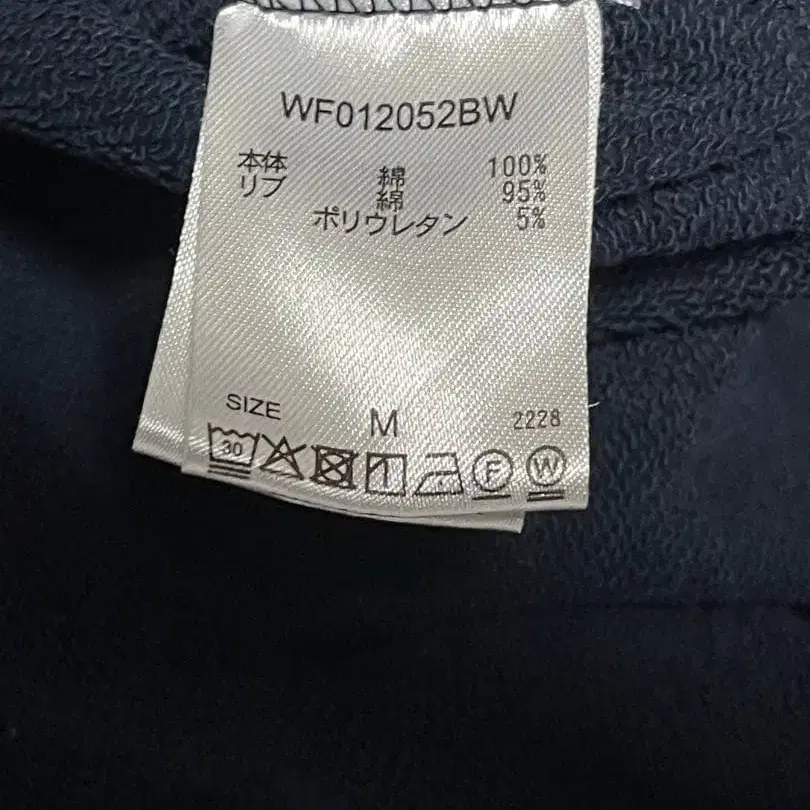 WF012052BW
本体 綿 100%
リブ 綿 95%
ポリウレタン 5%
SIZE M 2228
30 F W